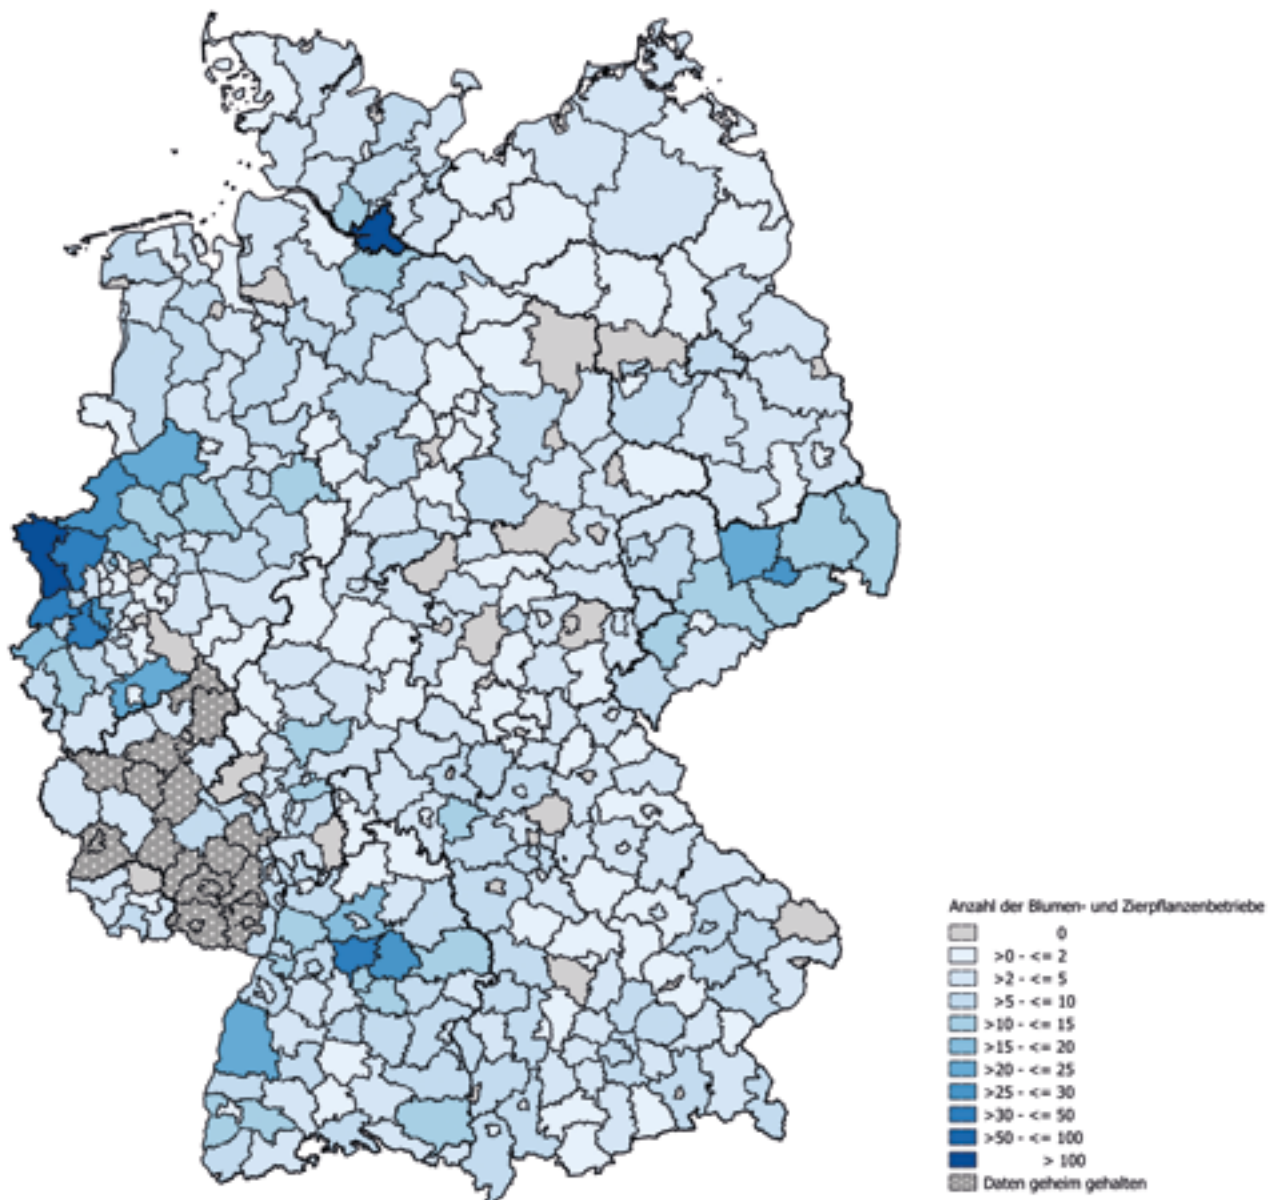 Anzahl der Blumen- und Zierpflanzenbetriebe
0
>0 - <= 2
>2 - <= 5
>5 - <= 10
>10 - <= 15
>15 - <= 20
>20 - <= 25
>25 - <= 30
>30 - <= 50
>50 - <= 100
> 100
Daten geheim gehalten